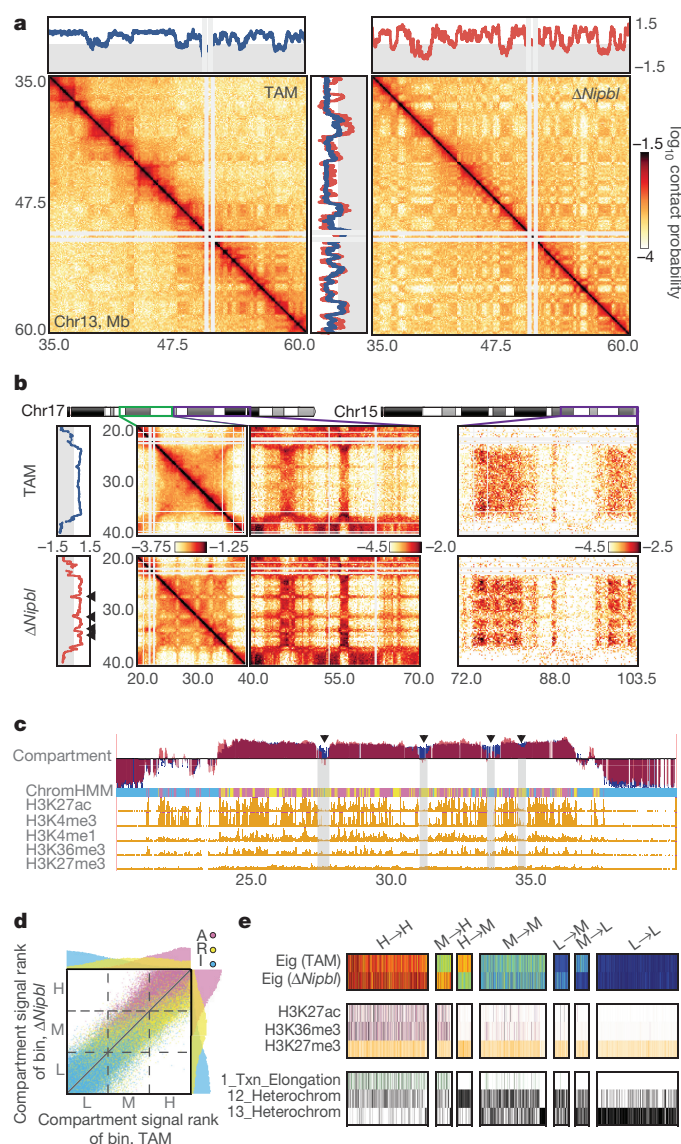 a
1.5
-1.5
35.0
TAM
ΔNipbl
47.5
60.0
Chr13, Mb
35.0 47.5 60.0
35.0 47.5 60.0
-1.5
-4
log10 contact probability
b
Chr17
Chr15
TAM
20.0
30.0
40.0
-1.5 1.5
-3.75 -1.25
-4.5 -2.0
-4.5 -2.5
ΔNipbl
20.0
30.0
40.0
20.0 30.0 40.0 55.0 70.0
72.0 88.0 103.5
c
Compartment
ChromHMM
H3K27ac
H3K4me3
H3K4me1
H3K36me3
H3K27me3
25.0 30.0 35.0
d
A
R
I
Compartment signal rank
of bin, ΔNipbl
H
M
L
L M H
Compartment signal rank
of bin, TAM
e
H→H
M→H
H→M
M→M
L→M
M→L
L→L
Eig (TAM)
Eig (ΔNipbl)
H3K27ac
H3K36me3
H3K27me3
1_Txn_Elongation
12_Heterochrom
13_Heterochrom